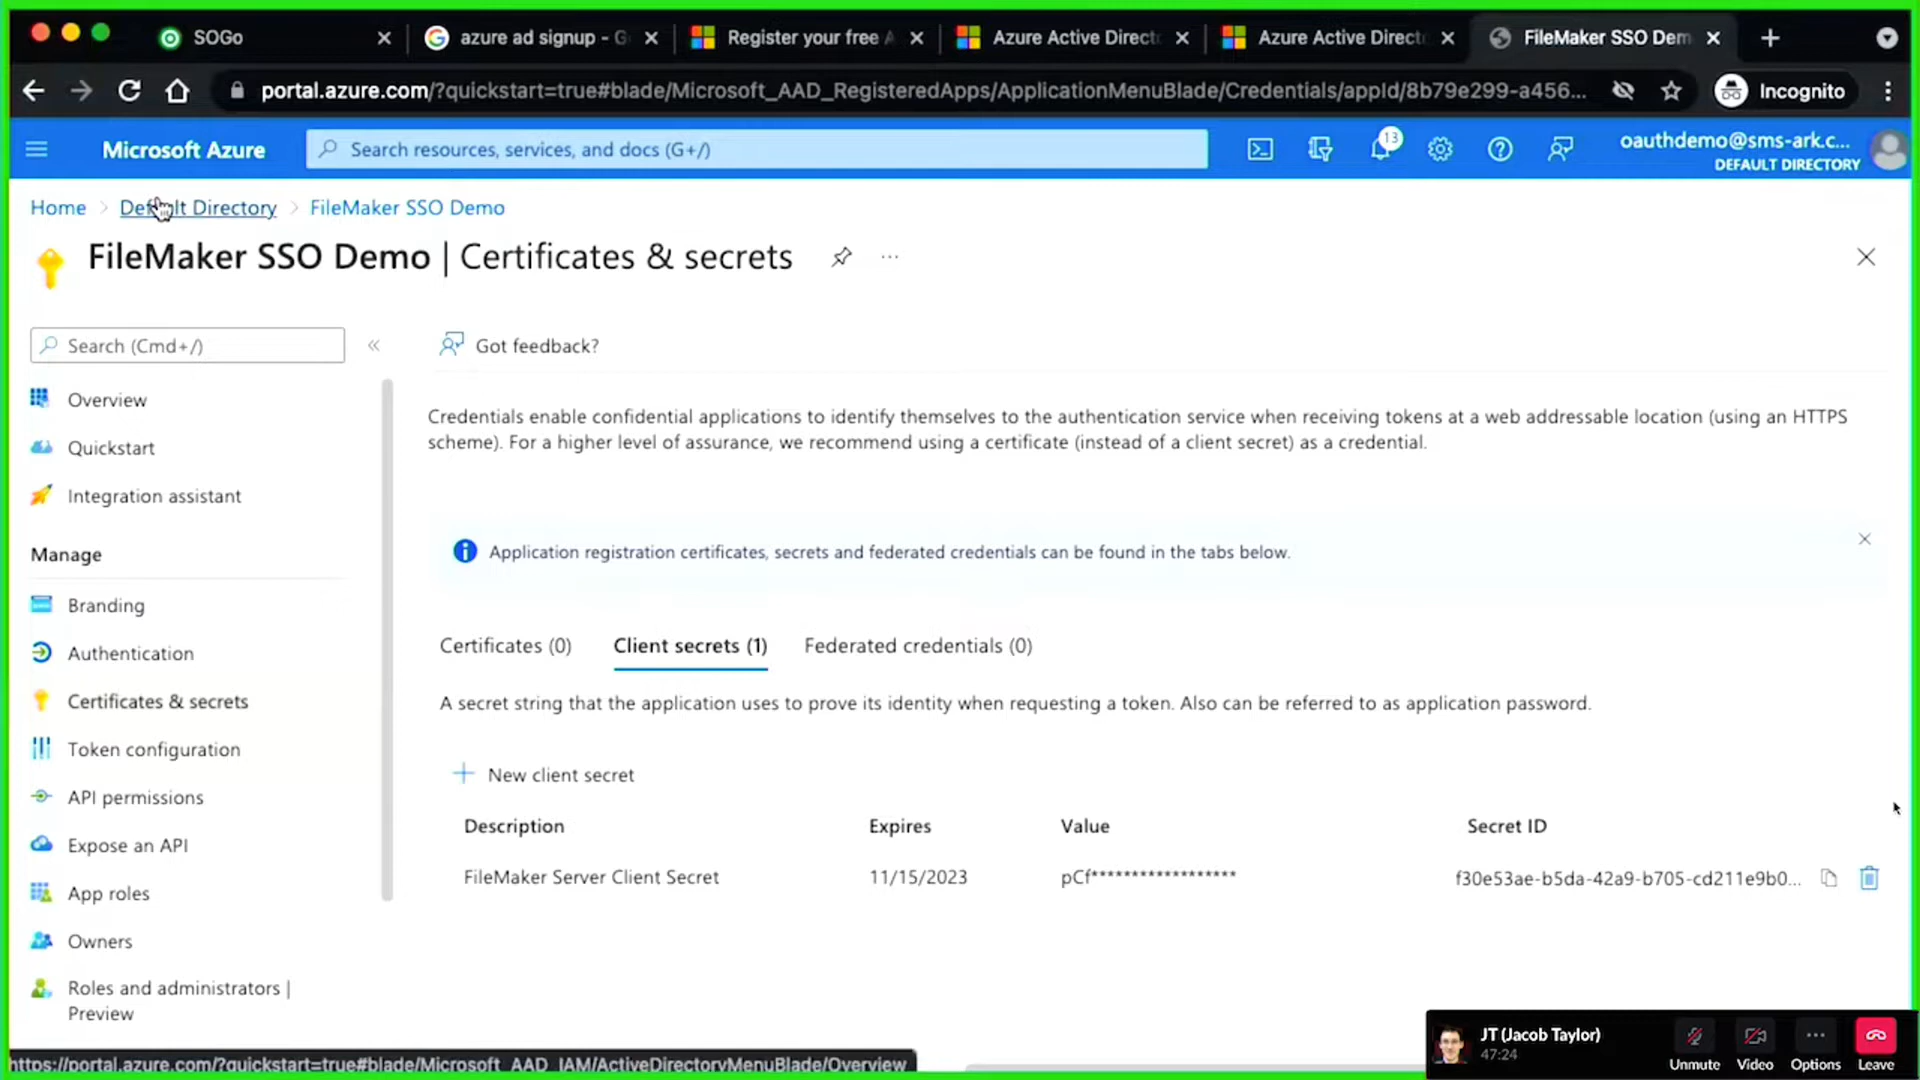 SOGo
azure ad signup - G
Register your free A
Azure Active Direct
Azure Active Direct
FileMaker SSO Dem
portal.azure.com/?quickstart=true#blade/Microsoft_AAD_RegisteredApps/ApplicationMenuBlade/Credentials/appId/8b79e299-a456...
Incognito
Microsoft Azure
Search resources, services, and docs (G+/)
13
oauthdemo@sms-ark.c...
DEFAULT DIRECTORY
Home > Default Directory > FileMaker SSO Demo
FileMaker SSO Demo | Certificates & secrets
...
Search (Cmd+/)
«
Got feedback?
Overview
Quickstart
Integration assistant
Manage
Branding
Authentication
Certificates & secrets
Token configuration
API permissions
Expose an API
App roles
Owners
Roles and administrators |
Preview
Credentials enable confidential applications to identify themselves to the authentication service when receiving tokens at a web addressable location (using an HTTPS
scheme). For a higher level of assurance, we recommend using a certificate (instead of a client secret) as a credential.
Application registration certificates, secrets and federated credentials can be found in the tabs below.
Certificates (0)
Client secrets (1)
Federated credentials (0)
A secret string that the application uses to prove its identity when requesting a token. Also can be referred to as application password.
New client secret
Description Expires Value Secret ID
FileMaker Server Client Secret 11/15/2023 pCf****************** f30e53ae-b5da-42a9-b705-cd211e9b0...
JT (Jacob Taylor)
47:24
Unmute Video Options Leave
https://portal.azure.com/?quickstart=true#blade/Microsoft_AAD_IAM/ActiveDirectoryMenuBlade/Overview